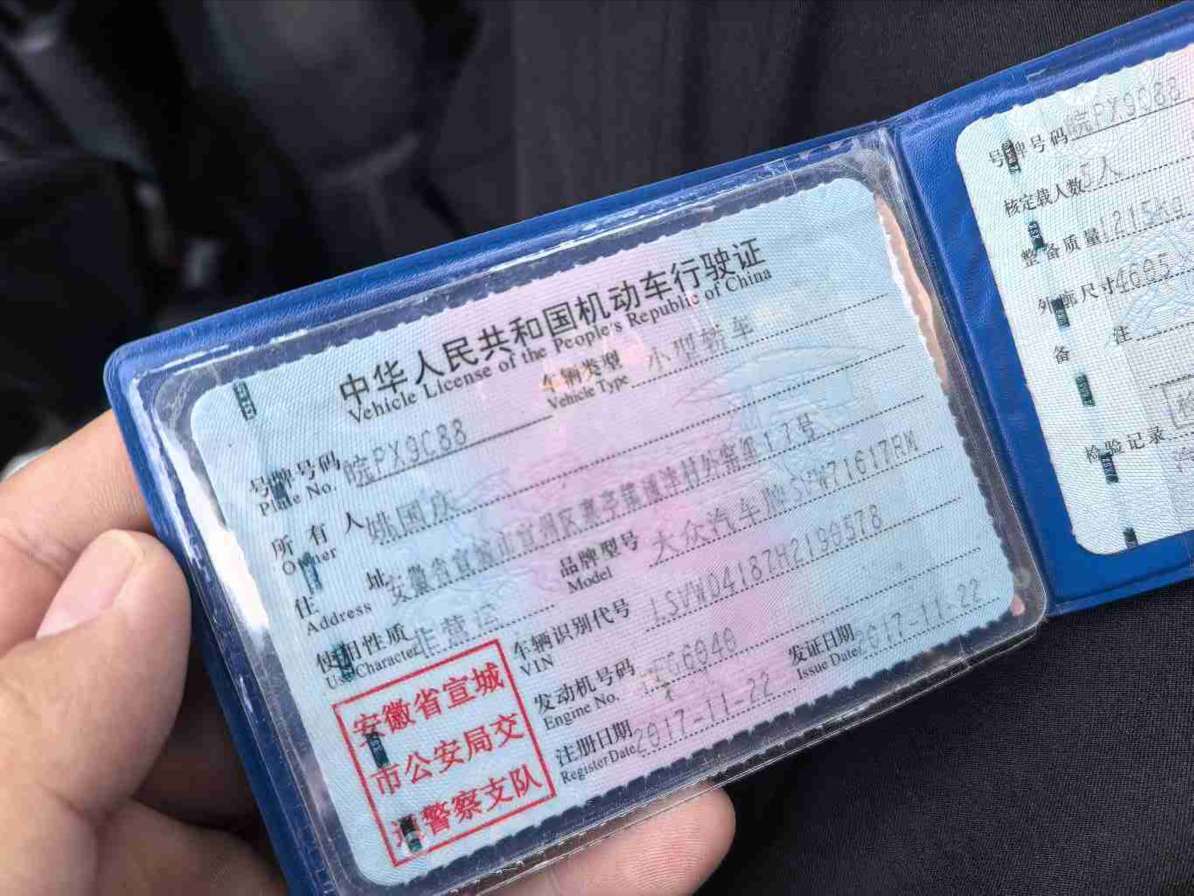 中华人民共和国机动车行驶证
Vehicle License of the People's Republic of China
号牌号码 皖PX9C88 车辆类型 小型轿车
Plate No. Vehicle Type
所有人 姚国庆
Owner
住址 安徽省宣城市宣州区 17号
Address
使用性质 非营运 品牌型号 大众汽车牌SVW71617RM
Use Character Model
车辆识别代号
VIN
发动机号码
Engine No.
注册日期 2017-11-22 发证日期 2017-11-22
Register Date Issue Date
安徽省宣城
市公安局交
通警察支队
号牌号码 皖PX9C88
核定载人数 5人
整备质量 1215kg
外廓尺寸 4605×
备注
检验记录